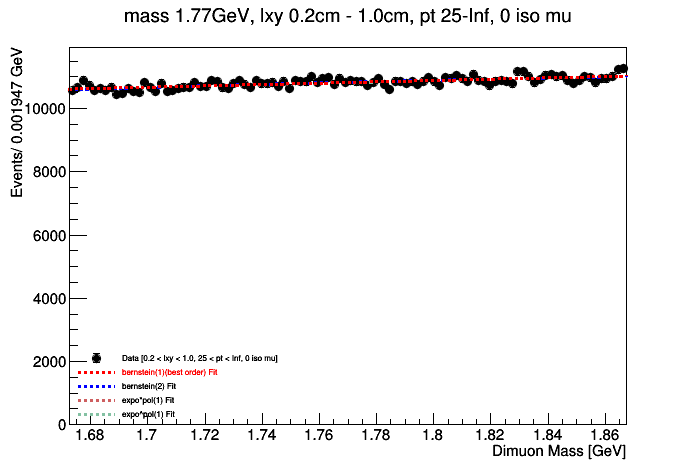 mass 1.77GeV, lxy 0.2cm - 1.0cm, pt 25-Inf, 0 iso mu
Events/ 0.001947 GeV
10000
8000
6000
4000
2000
0
Data [0.2 < lxy < 1.0, 25 < pt < Inf, 0 iso mu]
bernstein(1)(best order) Fit
bernstein(2) Fit
expo*pol(1) Fit
expo^pol(1) Fit
1.68 1.7 1.72 1.74 1.76 1.78 1.8 1.82 1.84 1.86
Dimuon Mass [GeV]